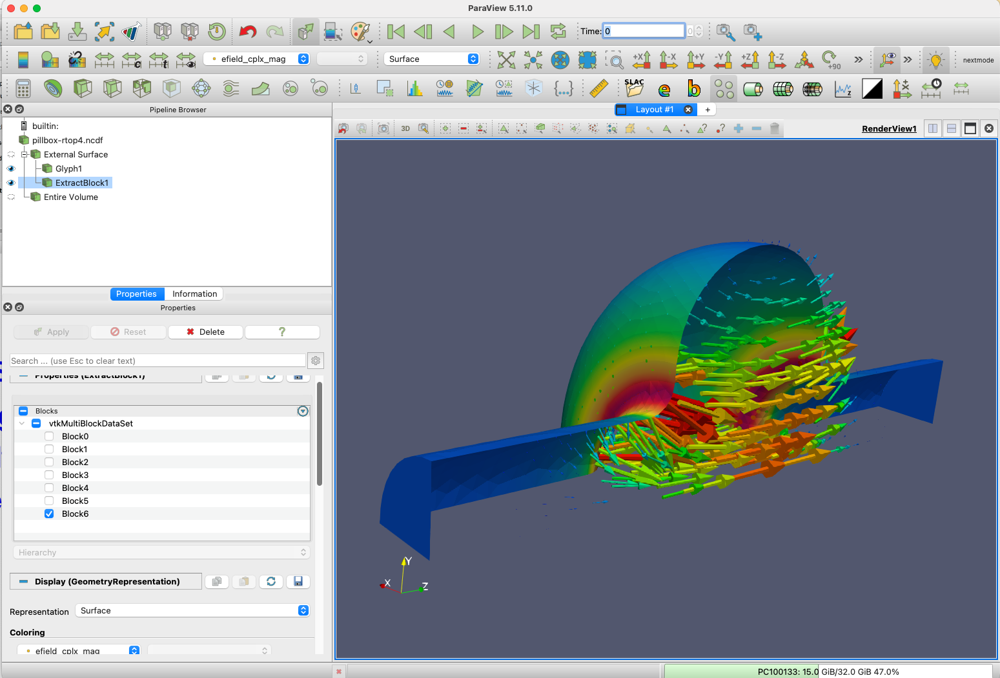 ParaView 5.11.0
Time: 0 0
efield_cplx_mag Surface +X -X +Y -Y +Z -Z +90 » » nextmode
c t
SLAC e b z
Pipeline Browser
builtin:
pillbox-rtop4.ncdf
External Surface
Glyph1
ExtractBlock1
Entire Volume
Layout #1 +
3D RenderView1
Properties Information
Properties
Apply Reset Delete ?
Search ... (use Esc to clear text)
Properties (ExtractBlock1)
Blocks
vtkMultiBlockDataSet
Block0
Block1
Block2
Block3
Block4
Block5
Block6
Hierarchy
Display (GeometryRepresentation)
Representation Surface
Coloring
efield_cplx_mag
Y
X
Z
PC100133: 15.0 GiB/32.0 GiB 47.0%